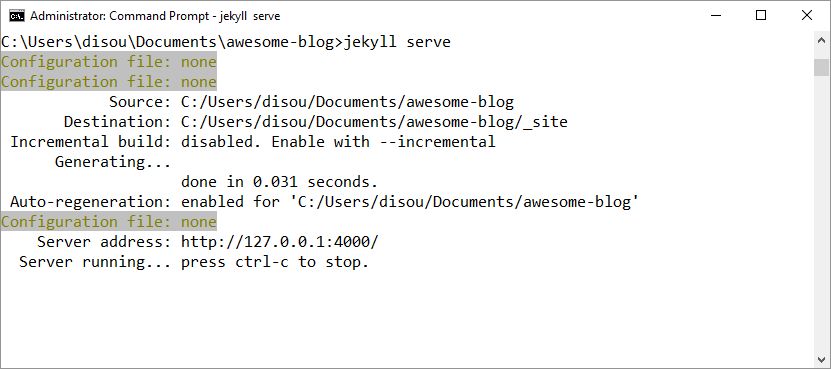 Administrator: Command Prompt - jekyll  serve
C:\Users\disou\Documents\awesome-blog>jekyll serve
Configuration file: none
Configuration file: none
            Source: C:/Users/disou/Documents/awesome-blog
       Destination: C:/Users/disou/Documents/awesome-blog/_site
 Incremental build: disabled. Enable with --incremental
      Generating...
                    done in 0.031 seconds.
 Auto-regeneration: enabled for 'C:/Users/disou/Documents/awesome-blog'
Configuration file: none
    Server address: http://127.0.0.1:4000/
  Server running... press ctrl-c to stop.